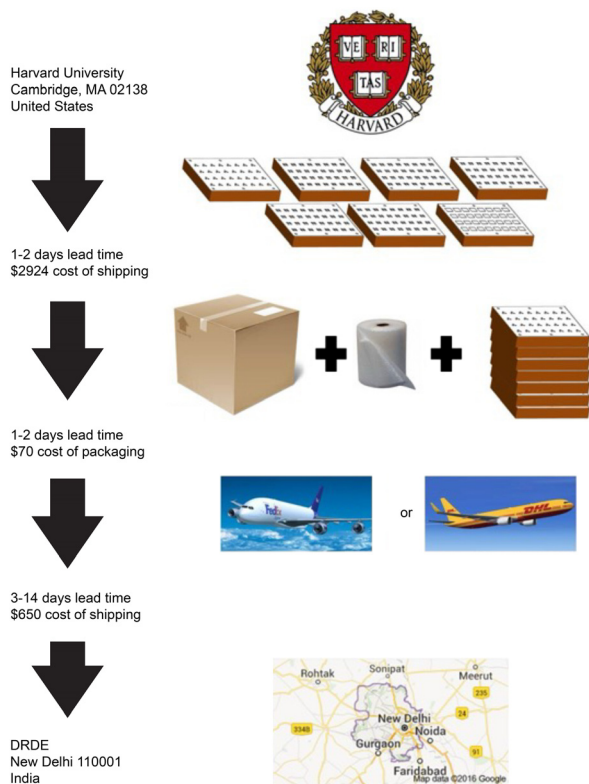 Harvard University
Cambridge, MA 02138
United States
VE RI
TAS
HARVARD
1-2 days lead time
$2924 cost of shipping
1-2 days lead time
$70 cost of packaging
FedEx
or
DHL
3-14 days lead time
$650 cost of shipping
Rohtak
Sonipat
Meerut
235
334B
New Delhi
24
Noida
Gurgaon
91
Faridabad
Map data ©2016 Google
DRDE
New Delhi 110001
India